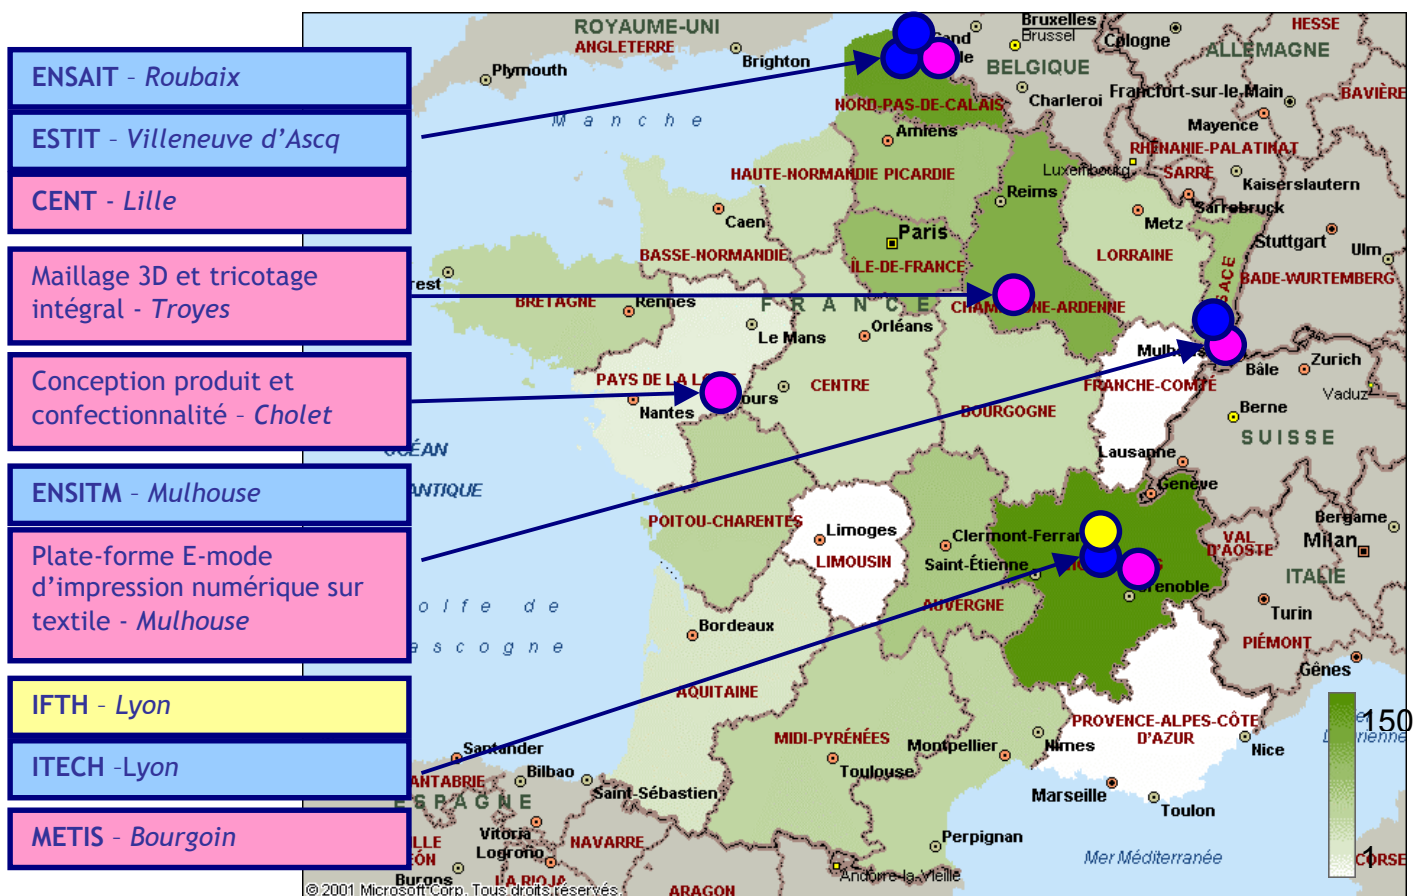 ENSAIT – Roubaix
ESTIT – Villeneuve d’Ascq
CENT - Lille
Maillage 3D et tricotage
intégral - Troyes
Conception produit et
confectionnalité – Cholet
ENSITM – Mulhouse
Plate-forme E-mode
d’impression numérique sur
textile - Mulhouse
IFTH – Lyon
ITECH –Lyon
METIS – Bourgoin
ROYAUME-UNI
ANGLETERRE
Plymouth
Brighton
Manche
Bruxelles
Brussel
BELGIQUE
Charleroi
Cologne
ALLEMAGNE
HESSE
BAVIÈRE
Francfort-sur-le-Main
Mayence
RHÉNANIE-PALATINAT
Luxembourg
SARRE
Kaiserslautern
Sarrebruck
Stuttgart
Ulm
BADE-WURTEMBERG
NORD-PAS-DE-CALAIS
Amiens
HAUTE-NORMANDIE
PICARDIE
Reims
Metz
LORRAINE
Caen
BASSE-NORMANDIE
Paris
ÎLE-DE-FRANCE
FRANCE
BRETAGNE
Rennes
Le Mans
Orléans
Zurich
Bâle
Vaduz
FRANCHE-COMTÉ
CENTRE
Nantes
BOURGOGNE
Berne
SUISSE
Lausanne
Genève
POITOU-CHARENTES
Limoges
LIMOUSIN
Saint-Étienne
AUVERGNE
VAL
D'AOSTE
Bergame
Milan
ITALIE
Turin
PIÉMONT
Gênes
Bordeaux
AQUITAINE
MIDI-PYRÉNÉES
Toulouse
Montpellier
Nîmes
PROVENCE-ALPES-CÔTE
D'AZUR
Nice
Marseille
Toulon
Perpignan
Mer Méditerranée
Andorre-la-Vieille
Santander
Bilbao
Saint-Sébastien
ESPAGNE
Vitoria
NAVARRE
Logroño
LA RIOJA
Burgos
ARAGON
CORSE
150
1
© 2001 Microsoft Corp. Tous droits réservés.